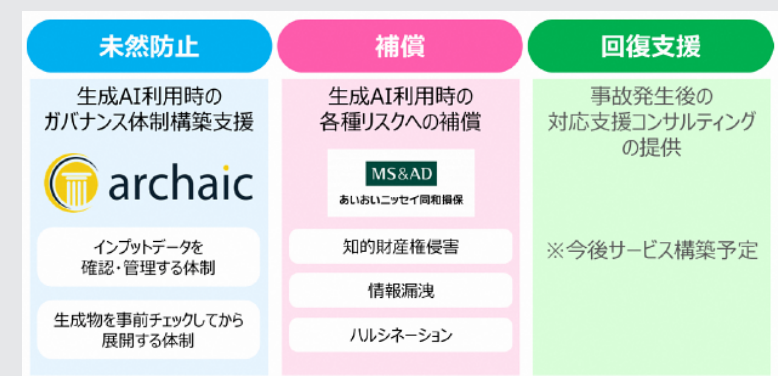 未然防止
生成AI利用時の
ガバナンス体制構築支援
archaic
インプットデータを
確認・管理する体制
生成物を事前チェックしてから
展開する体制
補償
生成AI利用時の
各種リスクへの補償
MS&AD
あいおいニッセイ同和損保
知的財産権侵害
情報漏洩
ハルシネーション
回復支援
事故発生後の
対応支援コンサルティング
の提供
※今後サービス構築予定